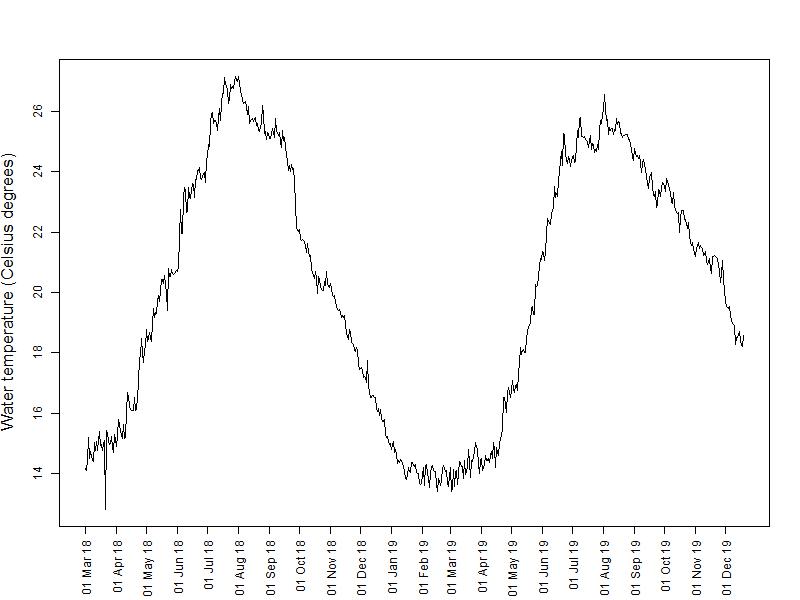 Water temperature (Celsius degrees)
26
24
22
20
18
16
14
01 Mar 18
01 Apr 18
01 May 18
01 Jun 18
01 Jul 18
01 Aug 18
01 Sep 18
01 Oct 18
01 Nov 18
01 Dec 18
01 Jan 19
01 Feb 19
01 Mar 19
01 Apr 19
01 May 19
01 Jun 19
01 Jul 19
01 Aug 19
01 Sep 19
01 Oct 19
01 Nov 19
01 Dec 19